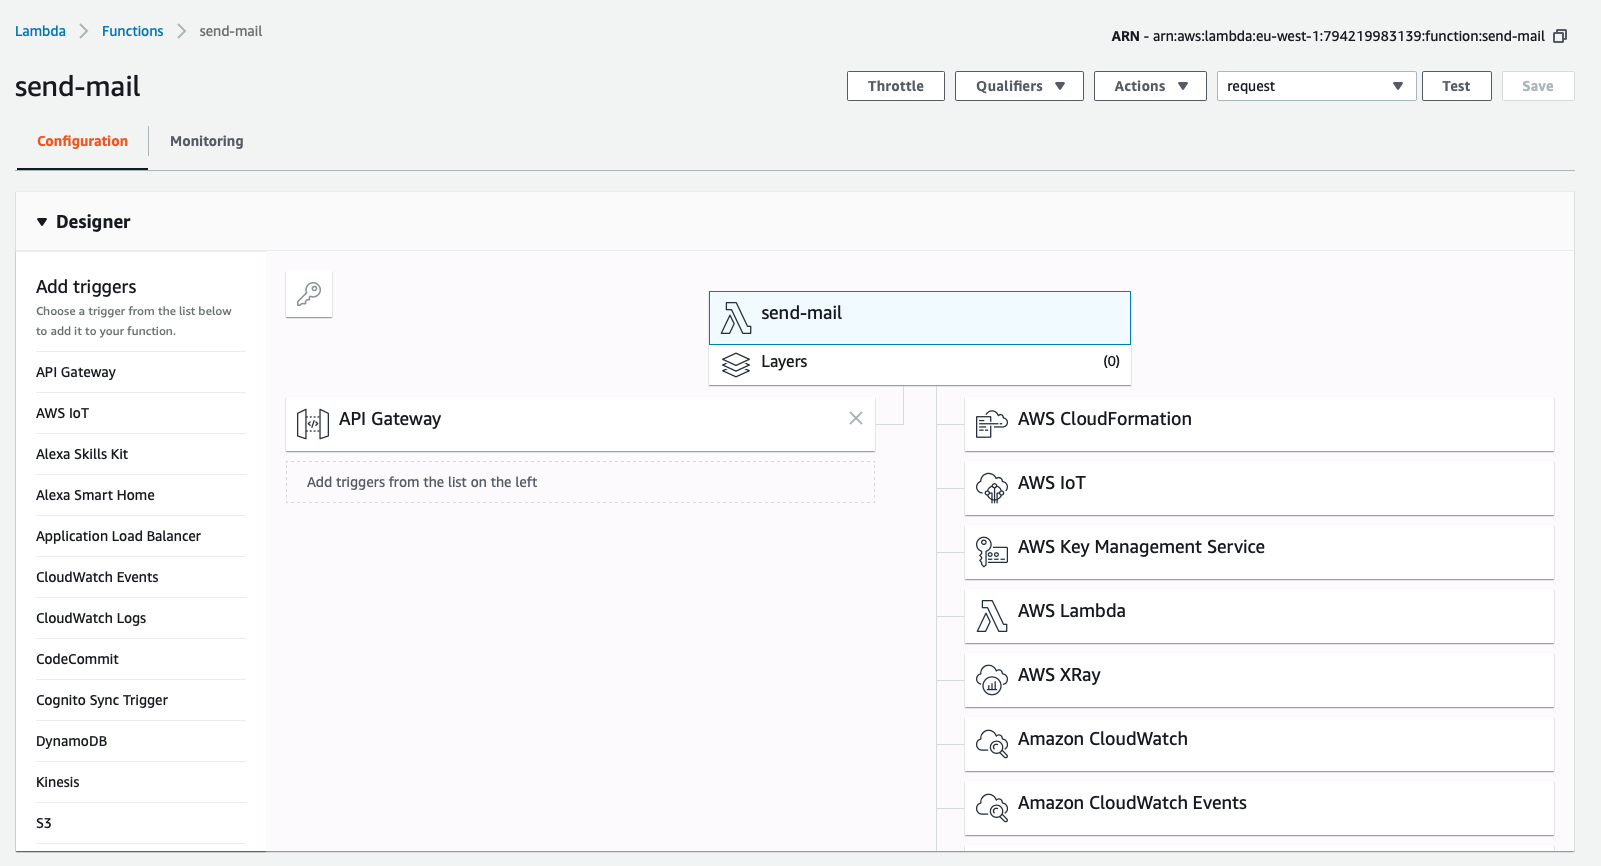 Lambda
Functions
send-mail
ARN - arn:aws:lambda:eu-west-1:794219983139:function:send-mail
send-mail
Throttle
Qualifiers
Actions
request
Test
Save
Configuration
Monitoring
Designer
Add triggers
Choose a trigger from the list below
to add it to your function.
API Gateway
AWS IoT
Alexa Skills Kit
Alexa Smart Home
Application Load Balancer
CloudWatch Events
CloudWatch Logs
CodeCommit
Cognito Sync Trigger
DynamoDB
Kinesis
S3
send-mail
Layers
(0)
API Gateway
Add triggers from the list on the left
AWS CloudFormation
AWS IoT
AWS Key Management Service
AWS Lambda
AWS XRay
Amazon CloudWatch
Amazon CloudWatch Events